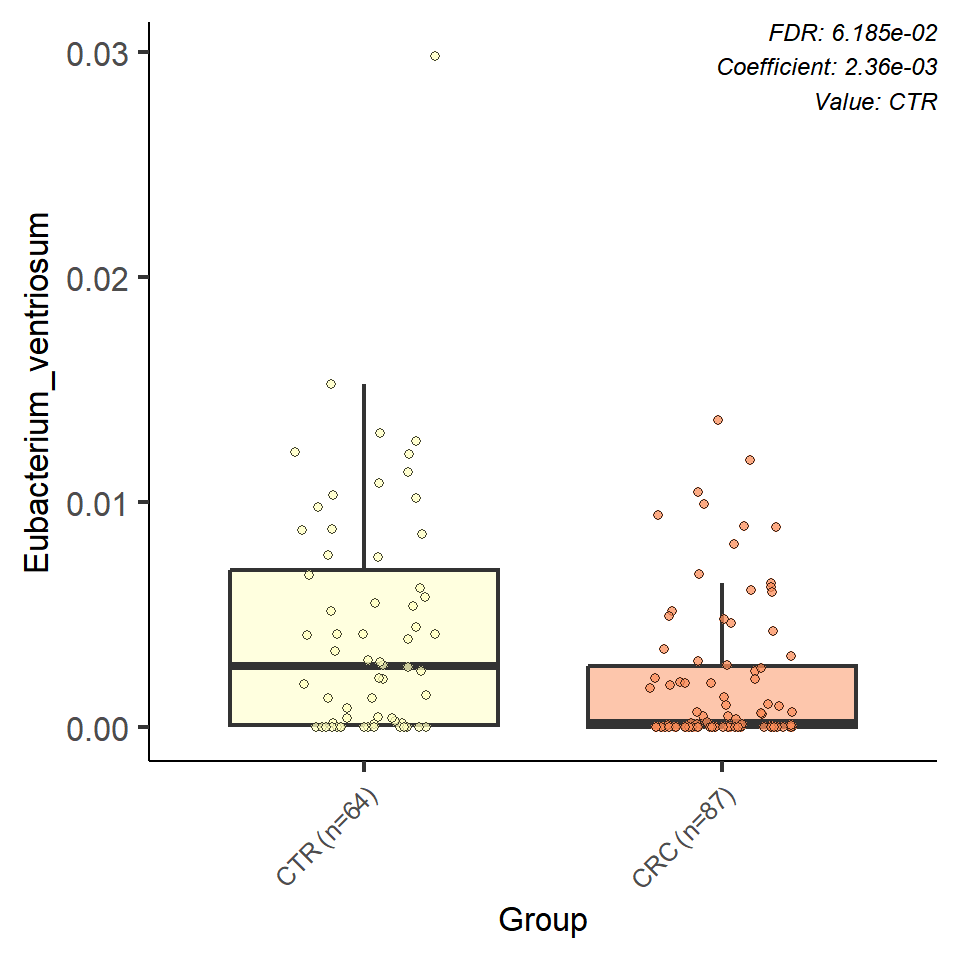 FDR: 6.185e-02
Coefficient: 2.36e-03
Value: CTR
Eubacterium_ventriosum
0.03
0.02
0.01
0.00
CTR (n=64)
CRC (n=87)
Group